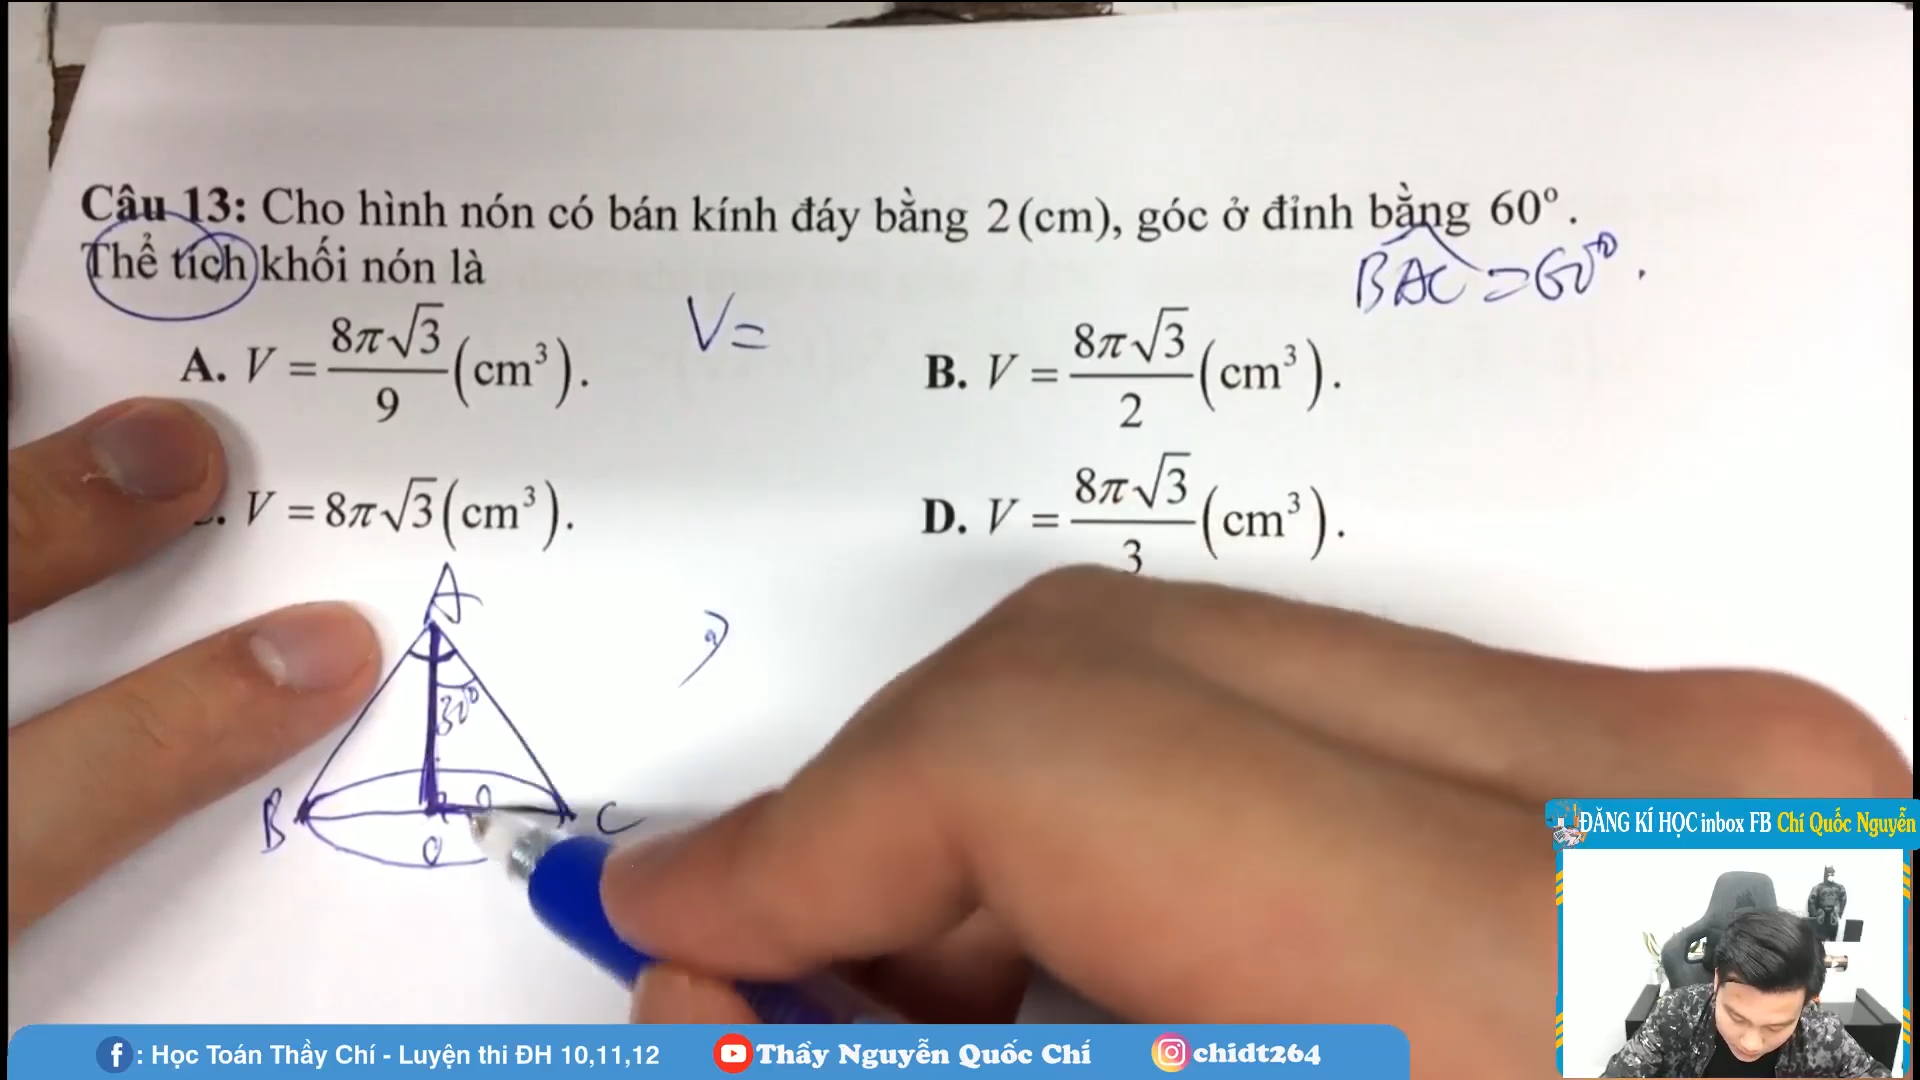 Câu 13: Cho hình nón có bán kính đáy bằng 2(cm), góc ở đỉnh bằng 60°.
Thể tích khối nón là
BAC = 60°.
V=
A. V = 8π√3/9 (cm³).
B. V = 8π√3/2 (cm³).
. V = 8π√3(cm³).
D. V = 8π√3/3 (cm³).
A
30°
B
C
O
ĐĂNG KÍ HỌC inbox FB Chí Quốc Nguyễn
f : Học Toán Thầy Chí - Luyện thi ĐH 10,11,12
Thầy Nguyễn Quốc Chí
chidt264